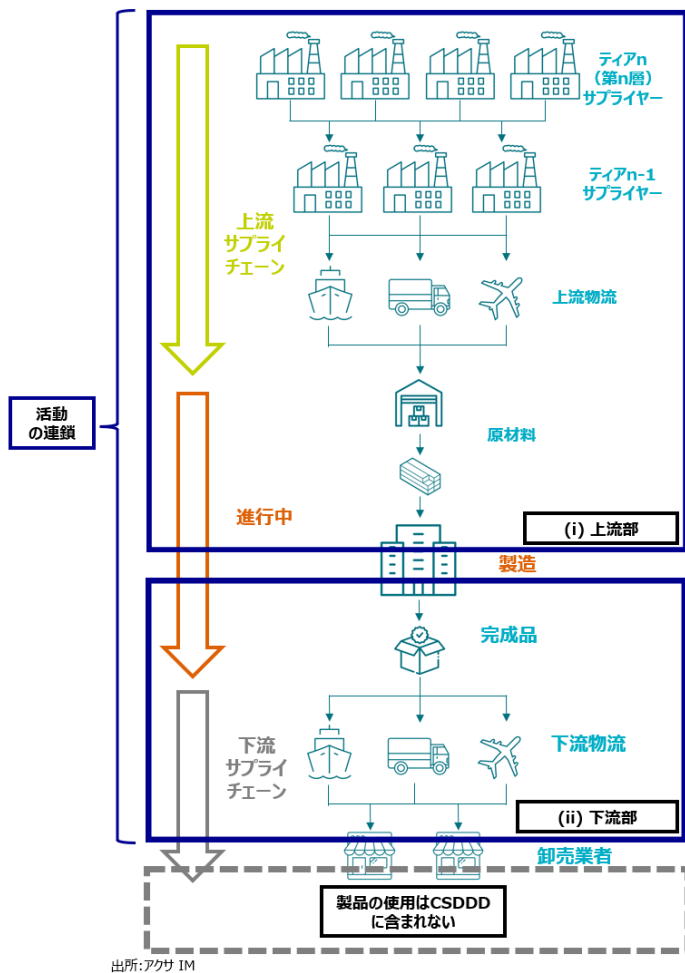 ティアn
(第n層)
サプライヤー
ティアn-1
サプライヤー
上流
サプライ
チェーン
上流物流
活動
の連鎖
原材料
進行中
(i) 上流部
製造
完成品
下流
サプライ
チェーン
下流物流
(ii) 下流部
卸売業者
製品の使用はCSDDD
に含まれない
出所:アクサ IM